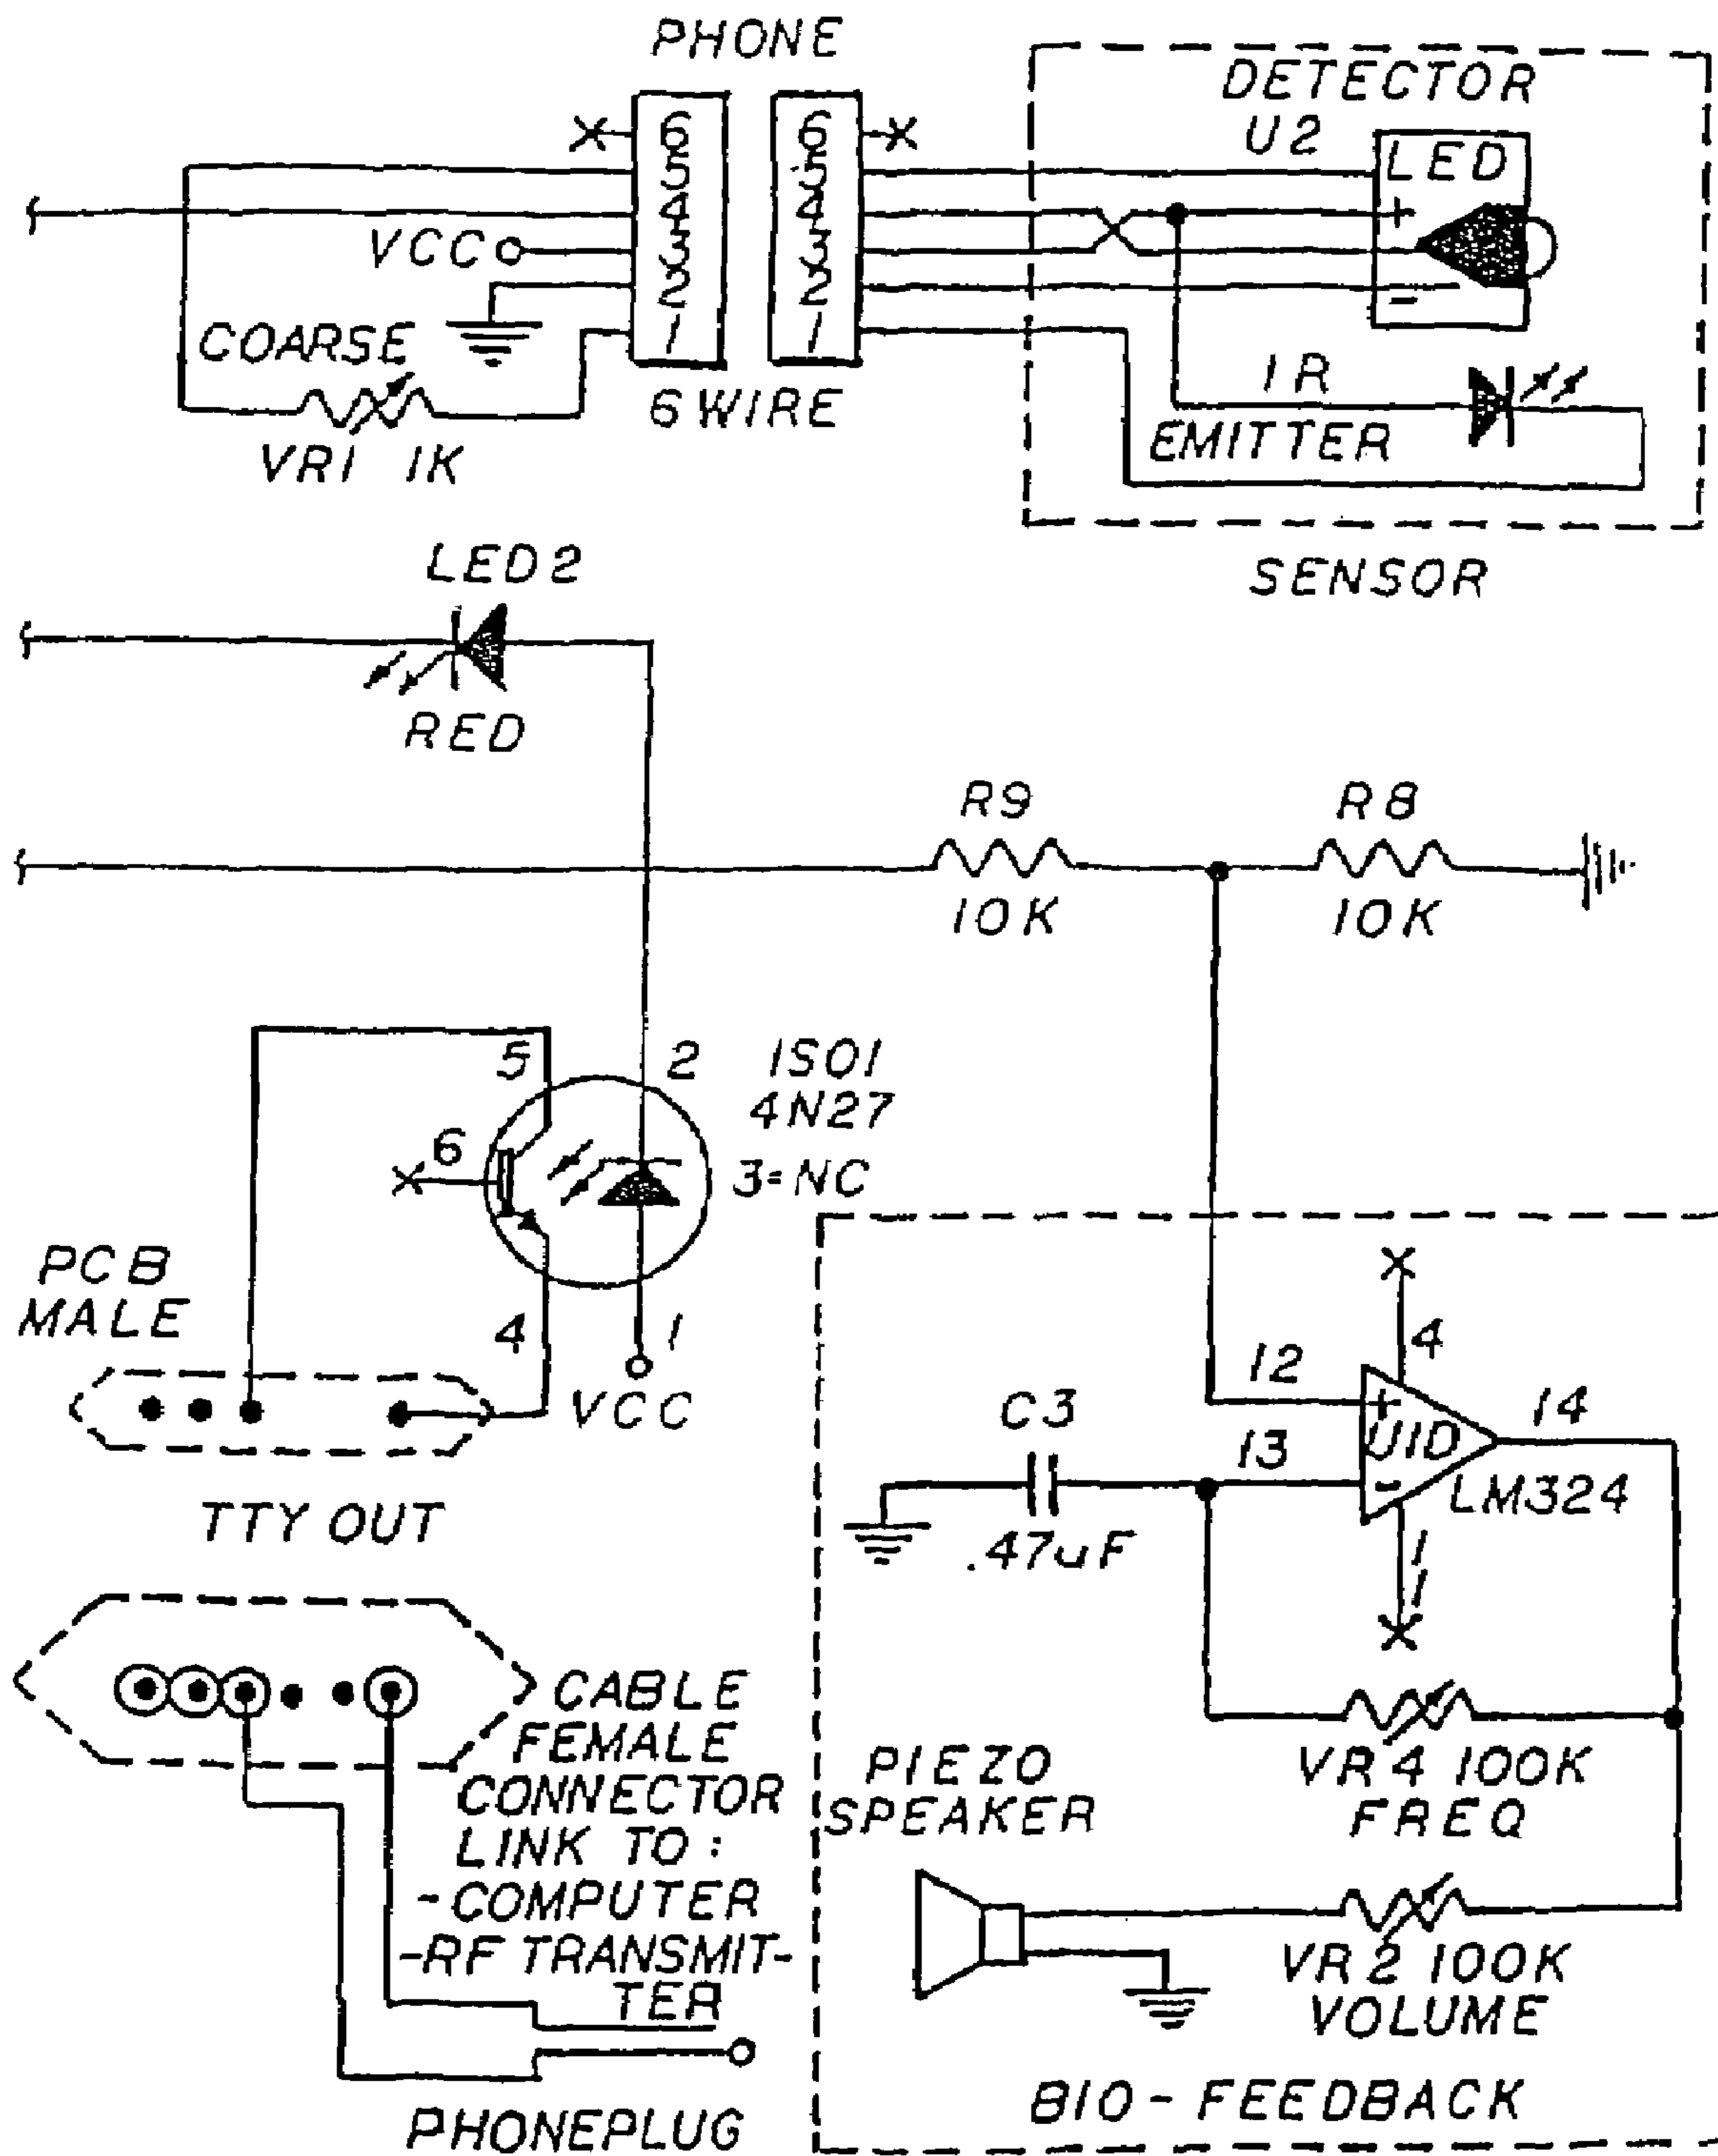 PHONE
6
5
4
3
2
1
6
5
4
3
2
1
6 WIRE
VCC
COARSE
VR1 1K
DETECTOR
U2
LED
+
-
IR
EMITTER
SENSOR
LED2
RED
R9
10K
R8
10K
5
2
ISO1
4N27
3=NC
6
4
1
VCC
PCB
MALE
TTY OUT
CABLE
FEMALE
CONNECTOR
LINK TO:
-COMPUTER
-RF TRANSMIT-
TER
PHONEPLUG
4
12
+
U1D
14
C3
.47uF
13
-
LM324
11
VR4 100K
FREQ
PIEZO
SPEAKER
VR2 100K
VOLUME
BIO-FEEDBACK